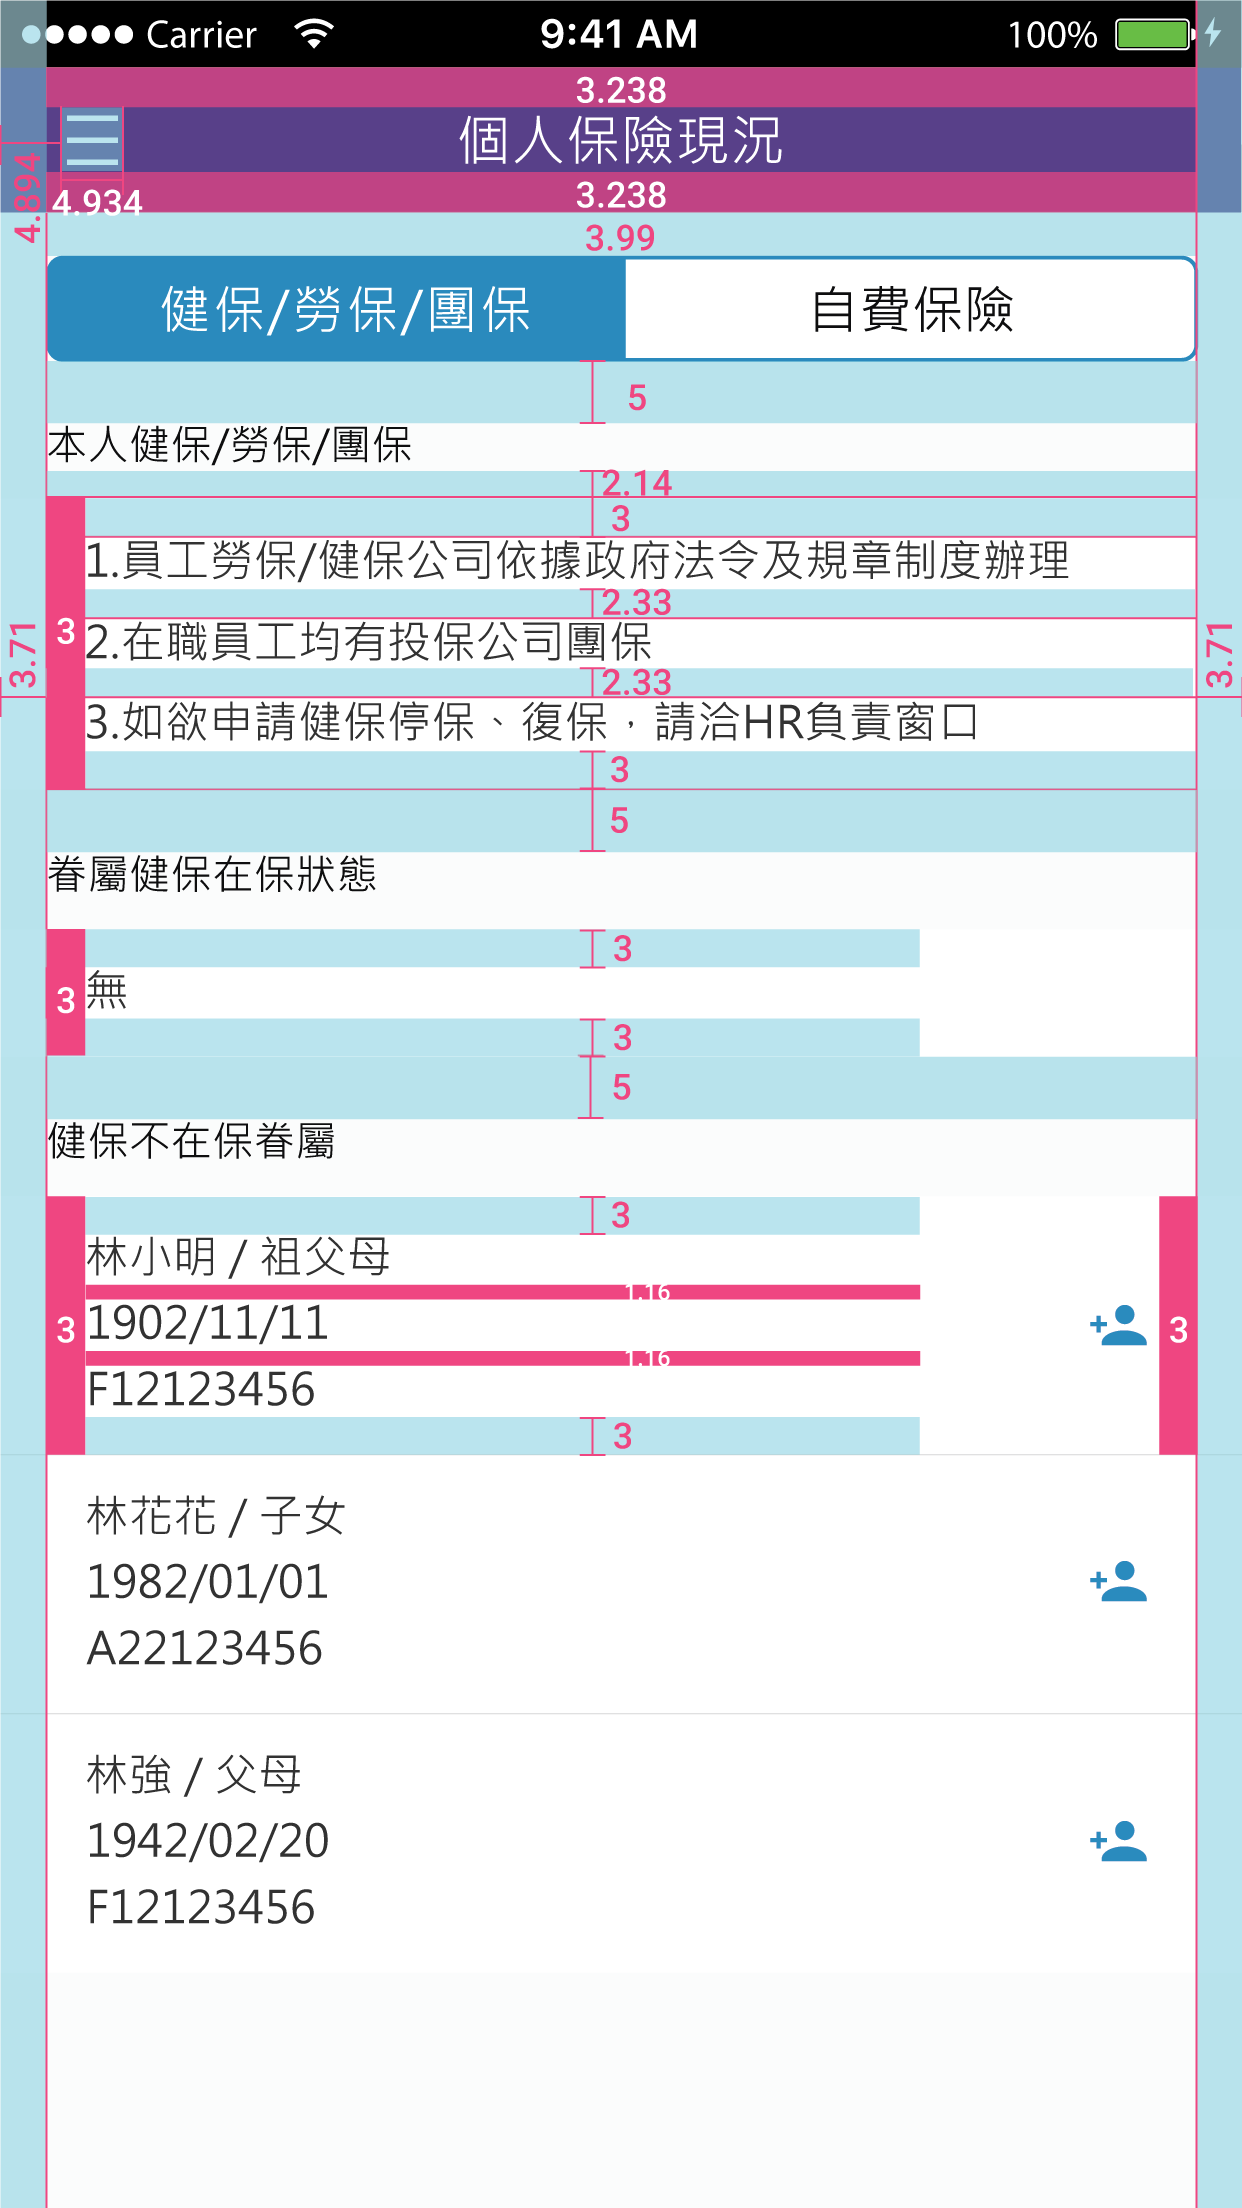 Carrier 9:41 AM 100%
3.238
個人保險現況
4.894
4.934
3.238
3.99
健保/勞保/團保 自費保險
5
本人健保/勞保/團保
2.14
3
1.員工勞保/健保公司依據政府法令及規章制度辦理
2.33
3.71
3
3.71
2.在職員工均有投保公司團保
2.33
3.如欲申請健保停保、復保，請洽HR負責窗口
3
5
眷屬健保在保狀態
3
3
無
3
5
健保不在保眷屬
3
林小明 / 祖父母
1.16
3
1902/11/11
3
1.16
F12123456
3
林花花 / 子女
1982/01/01
A22123456
林強 / 父母
1942/02/20
F12123456